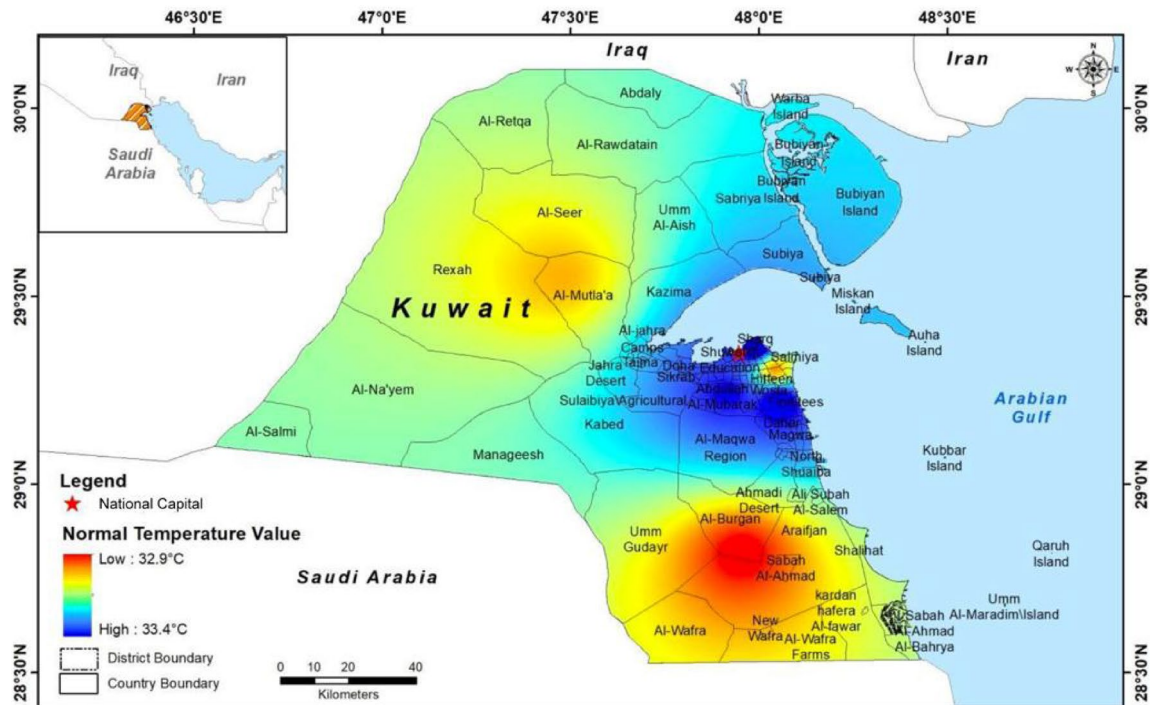 46°30'E 47°0'E 47°30'E 48°0'E 48°30'E
Iraq
Iran
N
W E
S
Iraq
Iran
Saudi
Arabia
30°0'N
30°0'N
29°30'N
29°30'N
29°0'N
29°0'N
28°30'N
28°30'N
Abdaly
Warba
Island
Al-Retqa
Al-Rawdatain
Bubiyan
Island
Bubiyan
Island
Sabriya
Bubiyan
Island
Al-Seer
Umm
Al-Aish
Subiya
Rexah
Subiya
Al-Mutla'a
Kazima
Miskan
Island
Kuwait
Auha
Island
Al-jahra
Camps
Taima
Sharq
Salhiya
Jahra
Desert
Doha
Education
Sikrab
Hitteen
Al-Na'yem
Abdullah
Al-Mubarak
Sulaibiya
Agricultural
Arabian
Gulf
Kabed
Al-Salmi
Magwa
Al-Maqwa
Region
Kubbar
Island
Manageesh
North
Shuaiba
Ahmadi
Desert
Ali Subah
Al-Salem
Al-Burgan
Umm
Gudayr
Araifjan
Shalihat
Qaruh
Island
Sabah
Al-Ahmad
Saudi Arabia
kardan
hafera
Al-fawar
Umm
Al-Maradim\Island
Al-Sabah
Al-Ahmad
Al-Bahrya
Al-Wafra
New
Wafra
Al-Wafra
Farms
Legend
National Capital
Normal Temperature Value
Low : 32.9°C
High : 33.4°C
District Boundary
Country Boundary
0 10 20 40
Kilometers